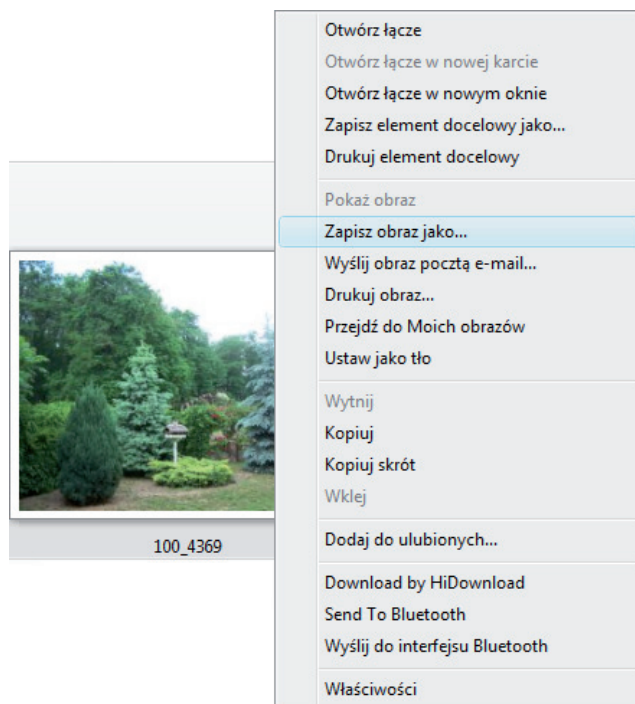 Otwórz łącze
Otwórz łącze w nowej karcie
Otwórz łącze w nowym oknie
Zapisz element docelowy jako...
Drukuj element docelowy
Pokaż obraz
Zapisz obraz jako...
Wyślij obraz pocztą e-mail...
Drukuj obraz...
Przejdź do Moich obrazów
Ustaw jako tło
Wytnij
Kopiuj
Kopiuj skrót
Wklej
100_4369
Dodaj do ulubionych...
Download by HiDownload
Send To Bluetooth
Wyślij do interfejsu Bluetooth
Właściwości